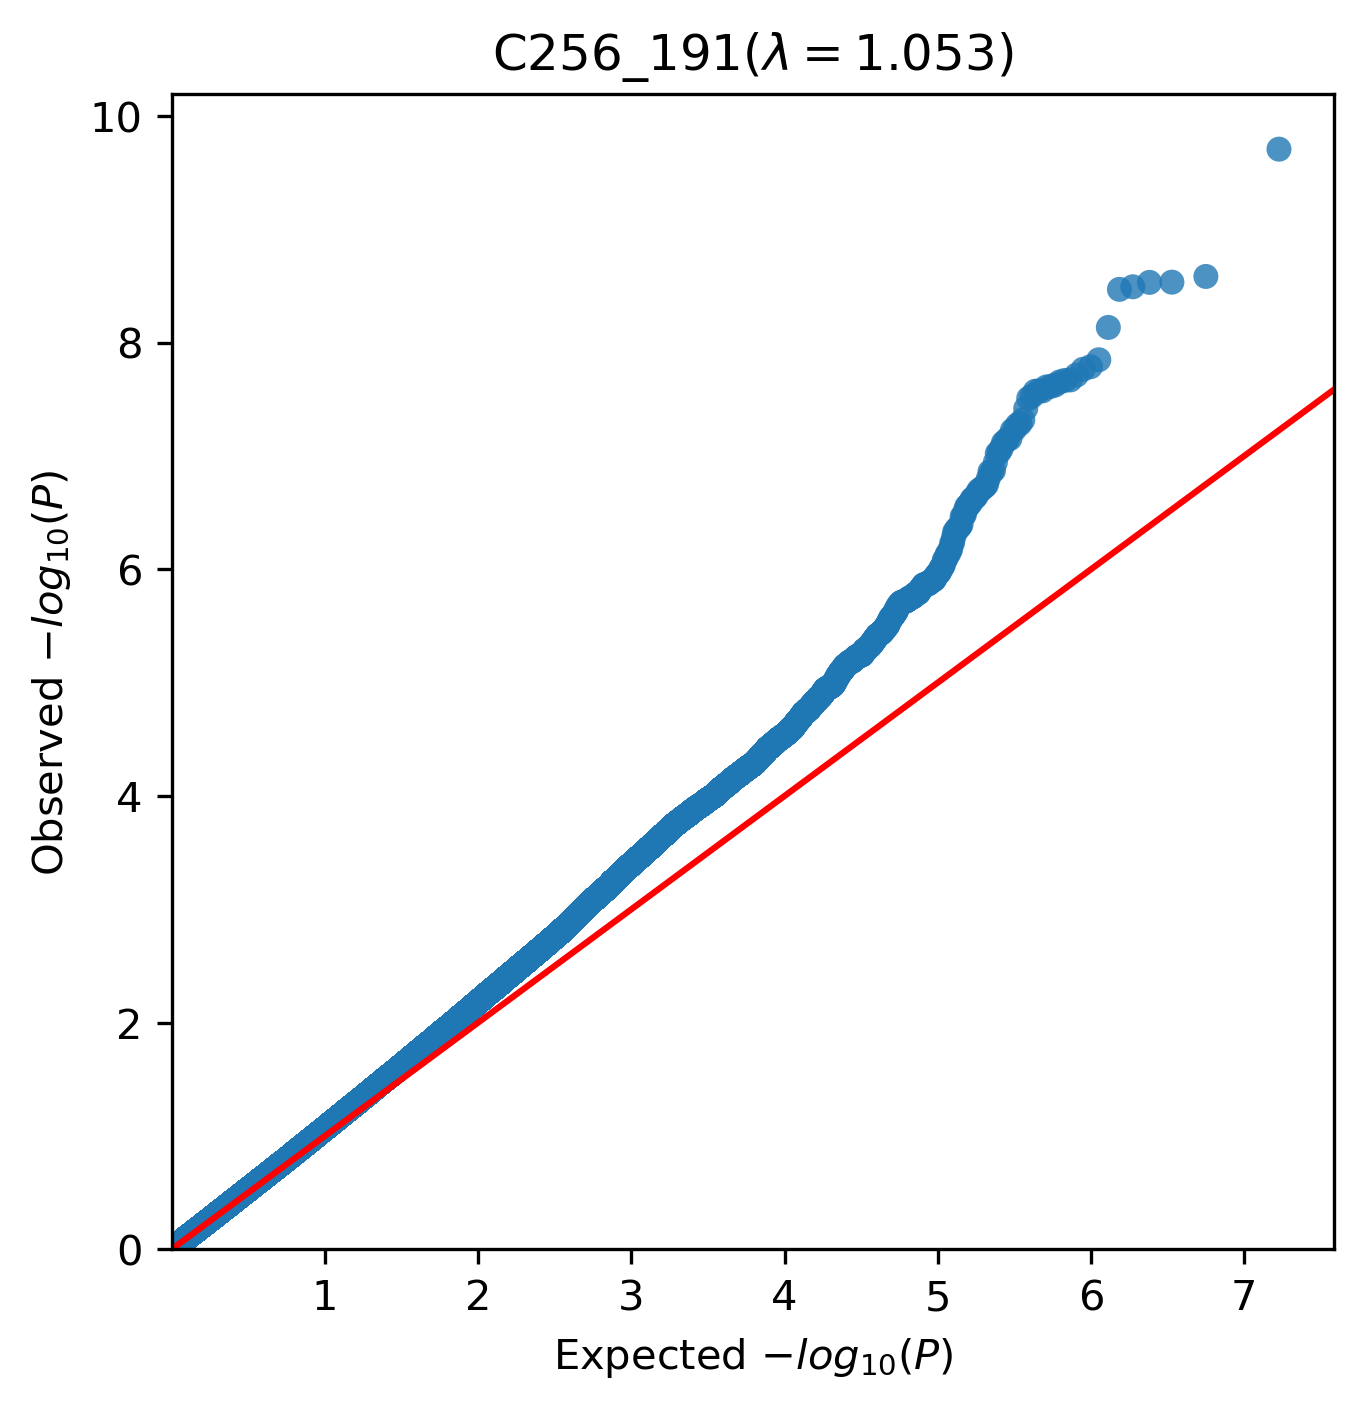 C256_191(λ = 1.053)
10
8
6
4
2
0
Observed −log₁₀(P)
1 2 3 4 5 6 7
Expected −log₁₀(P)